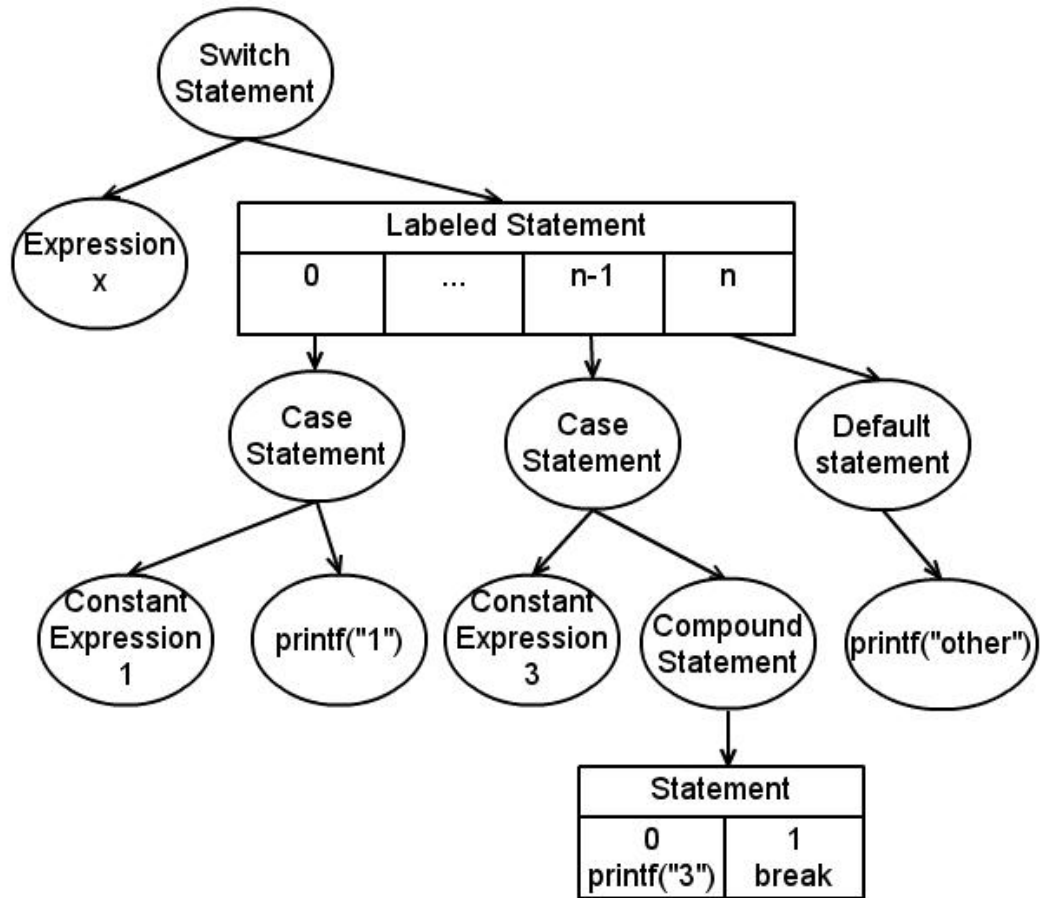 Switch
Statement
Expression
x
Labeled Statement
0
...
n-1
n
Case
Statement
Case
Statement
Default
statement
Constant
Expression
1
printf("1")
Constant
Expression
3
Compound
Statement
printf("other")
Statement
0
printf("3")
1
break